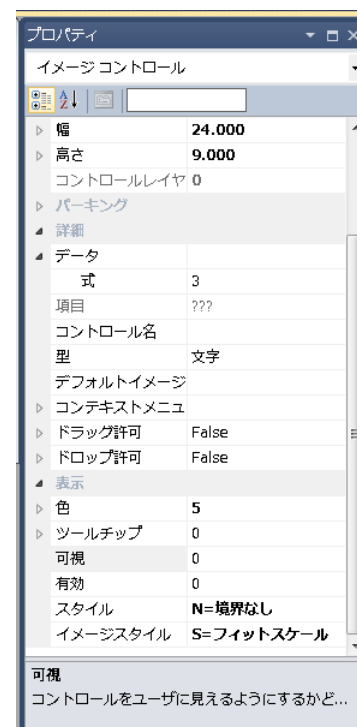 プロパティ
イメージ コントロール
幅 24.000
高さ 9.000
コントロールレイヤ 0
パーキング
詳細
データ
式 3
項目 ???
コントロール名
型 文字
デフォルトイメージ
コンテキストメニュ
ドラッグ許可 False
ドロップ許可 False
表示
色 5
ツールチップ 0
可視 0
有効 0
スタイル N=境界なし
イメージスタイル S=フィットスケール
可視
コントロールをユーザに見えるようにするかど...